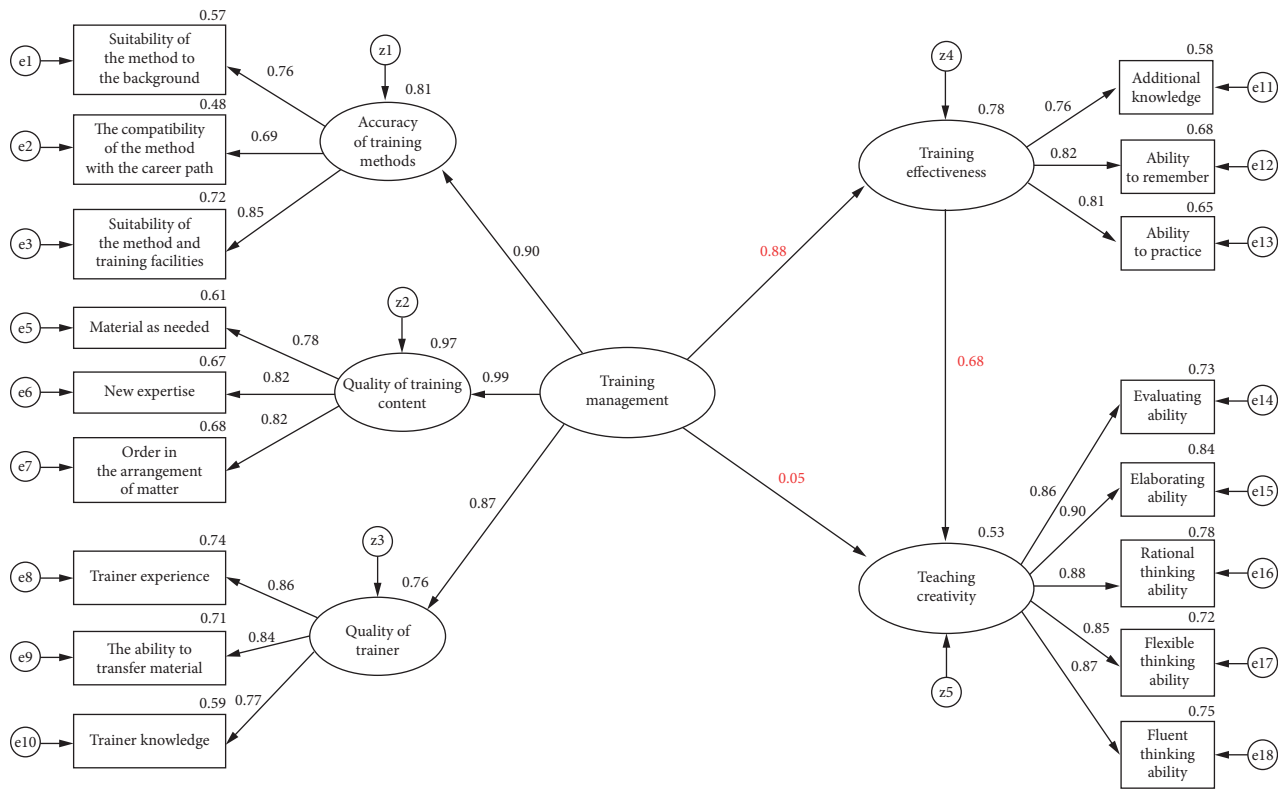 0.57
e1
Suitability of
the method to
the background
0.76
0.48
e2
The compatibility
of the method
with the career path
0.69
0.72
e3
Suitability of
the method and
training facilities
0.85
z1
0.81
Accuracy
of training
methods
0.90
0.61
e5
Material as needed
0.78
0.67
e6
New expertise
0.82
0.68
e7
Order in
the arrangement
of matter
0.82
z2
0.97
Quality of training
content
0.99
Training
management
0.74
e8
Trainer experience
0.86
0.71
e9
The ability to
transfer material
0.84
0.59
e10
Trainer knowledge
0.77
z3
0.76
Quality of
trainer
0.87
0.88
0.05
0.68
z4
0.78
Training
effectiveness
0.76
0.58
Additional
knowledge
e11
0.82
0.68
Ability
to remember
e12
0.81
0.65
Ability
to practice
e13
0.53
Teaching
creativity
z5
0.86
0.73
Evaluating
ability
e14
0.90
0.84
Elaborating
ability
e15
0.88
0.78
Rational
thinking
ability
e16
0.85
0.72
Flexible
thinking
ability
e17
0.87
0.75
Fluent
thinking
ability
e18